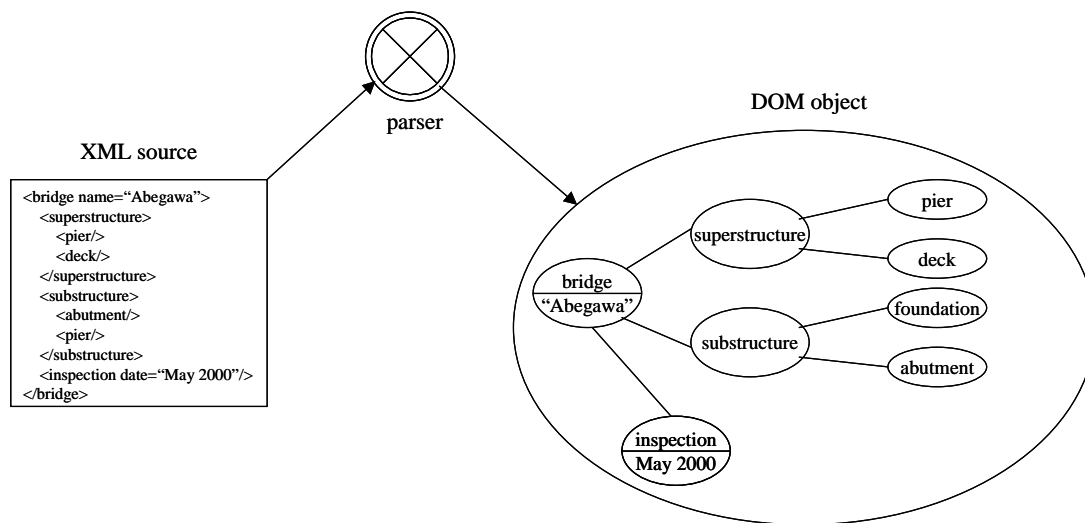 parser
DOM object
XML source
<bridge name=“Abegawa”>
<superstructure>
<pier/>
<deck/>
</superstructure>
<substructure>
<abutment/>
<pier/>
</substructure>
<inspection date=“May 2000”/>
</bridge>
bridge
“Abegawa”
superstructure
pier
deck
substructure
foundation
abutment
inspection
May 2000